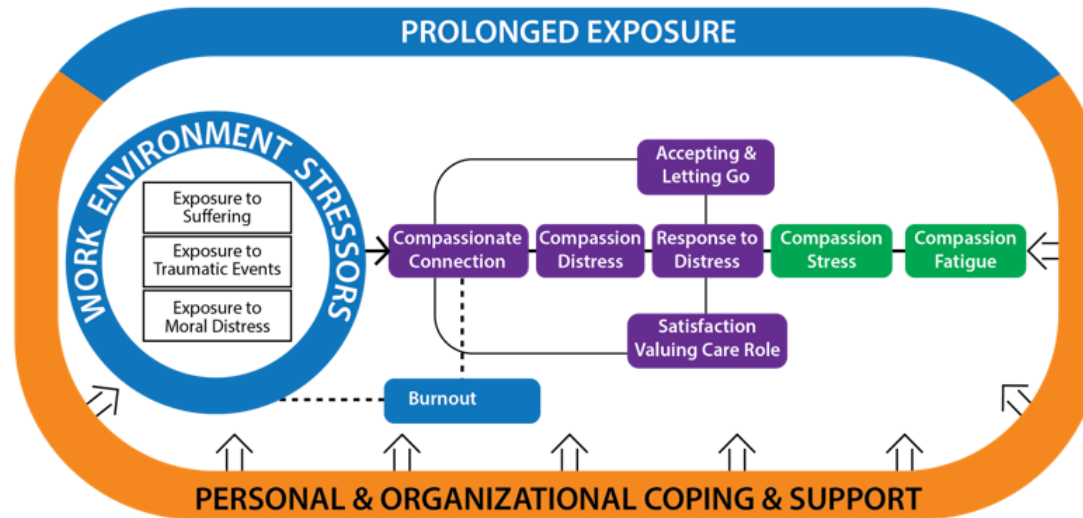 PROLONGED EXPOSURE
WORK ENVIRONMENT STRESSORS
Exposure to
Suffering
Exposure to
Traumatic Events
Exposure to
Moral Distress
Accepting &
Letting Go
Compassionate
Connection
Compassion
Distress
Response to
Distress
Compassion
Stress
Compassion
Fatigue
Satisfaction
Valuing Care Role
Burnout
PERSONAL & ORGANIZATIONAL COPING & SUPPORT